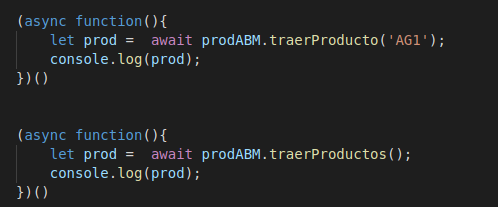 (async function(){
    let prod =  await prodABM.traerProducto('AG1');
    console.log(prod);
})()
(async function(){
    let prod =  await prodABM.traerProductos();
    console.log(prod);
})()